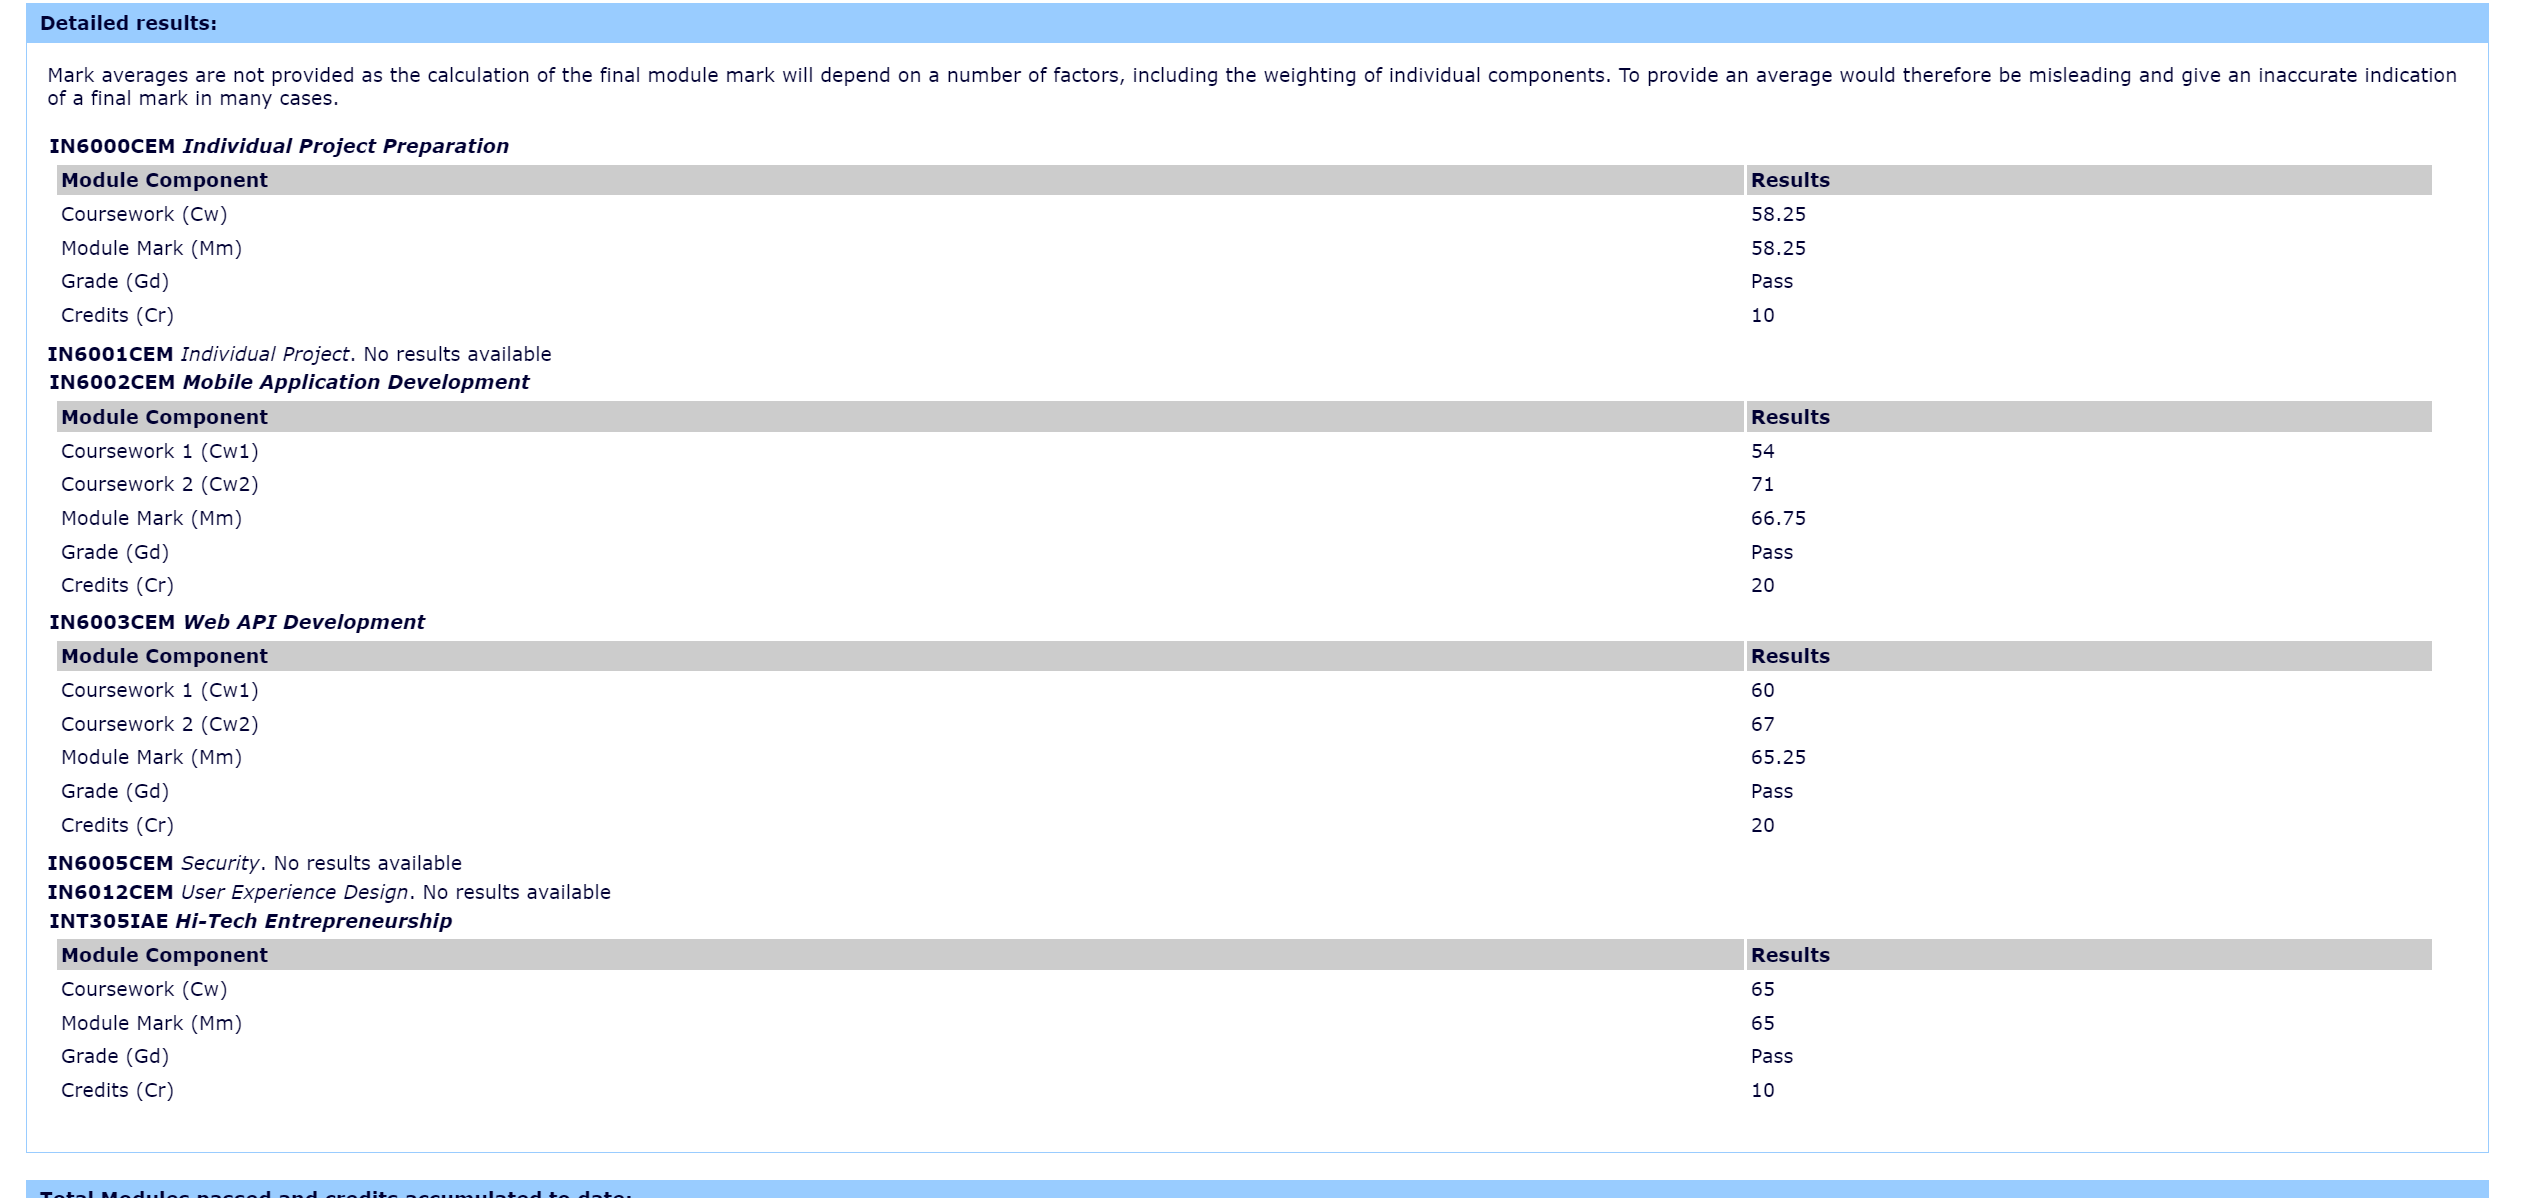 Detailed results:
Mark averages are not provided as the calculation of the final module mark will depend on a number of factors, including the weighting of individual components. To provide an average would therefore be misleading and give an inaccurate indication
of a final mark in many cases.
IN6000CEM Individual Project Preparation
Module Component Results
Coursework (Cw) 58.25
Module Mark (Mm) 58.25
Grade (Gd) Pass
Credits (Cr) 10
IN6001CEM Individual Project. No results available
IN6002CEM Mobile Application Development
Module Component Results
Coursework 1 (Cw1) 54
Coursework 2 (Cw2) 71
Module Mark (Mm) 66.75
Grade (Gd) Pass
Credits (Cr) 20
IN6003CEM Web API Development
Module Component Results
Coursework 1 (Cw1) 60
Coursework 2 (Cw2) 67
Module Mark (Mm) 65.25
Grade (Gd) Pass
Credits (Cr) 20
IN6005CEM Security. No results available
IN6012CEM User Experience Design. No results available
INT305IAE Hi-Tech Entrepreneurship
Module Component Results
Coursework (Cw) 65
Module Mark (Mm) 65
Grade (Gd) Pass
Credits (Cr) 10
Total Modules passed and credits accumulated to date: